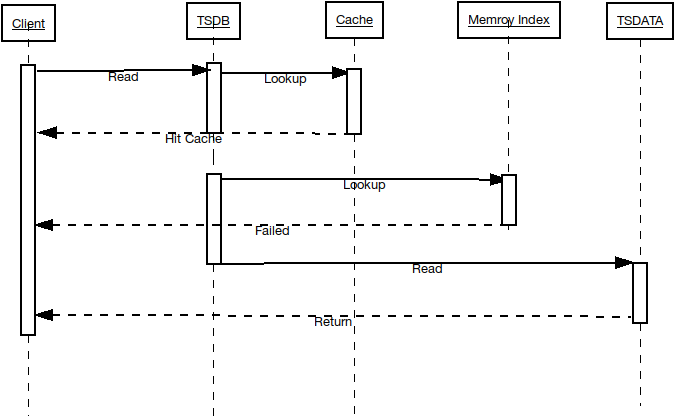 Client
TSDB
Cache
Memroy Index
TSDATA
Read
Lookup
Hit Cache
Lookup
Failed
Read
Return